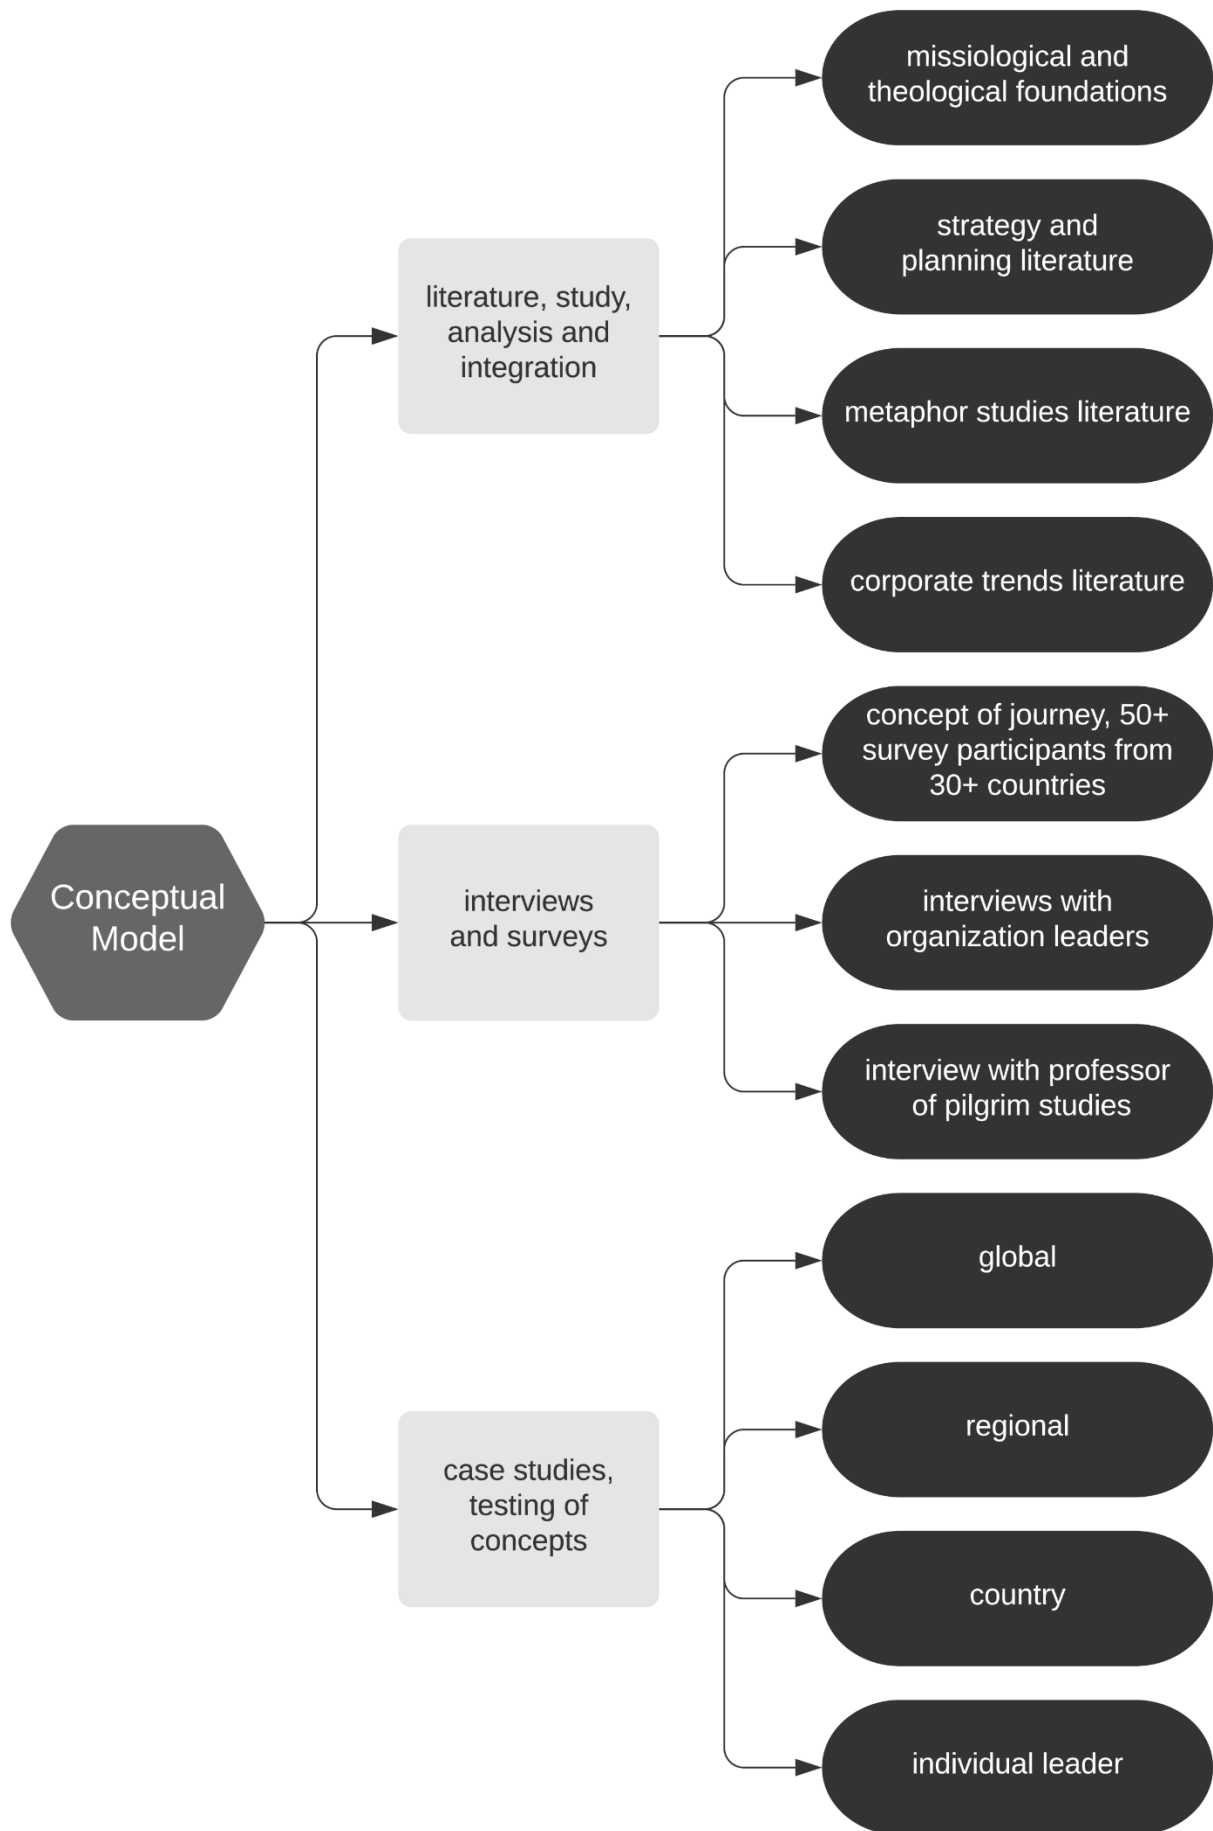 Conceptual
Model
literature, study,
analysis and
integration
missiological and
theological foundations
strategy and
planning literature
metaphor studies literature
corporate trends literature
interviews
and surveys
concept of journey, 50+
survey participants from
30+ countries
interviews with
organization leaders
interview with professor
of pilgrim studies
case studies,
testing of
concepts
global
regional
country
individual leader